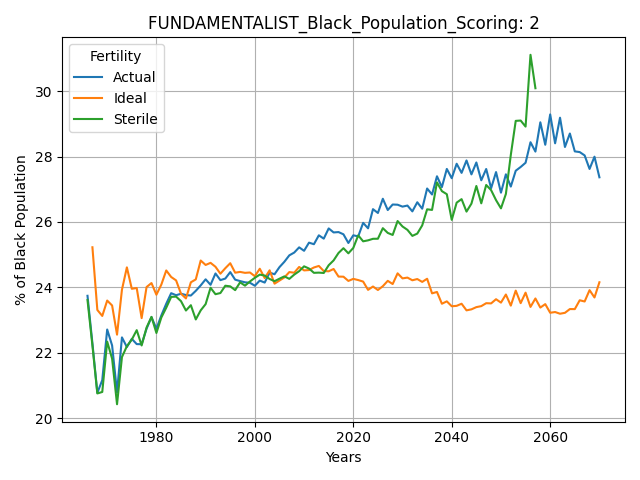 FUNDAMENTALIST_Black_Population_Scoring: 2
Fertility
Actual
Ideal
Sterile
% of Black Population
30
28
26
24
22
20
1980
2000
2020
2040
2060
Years